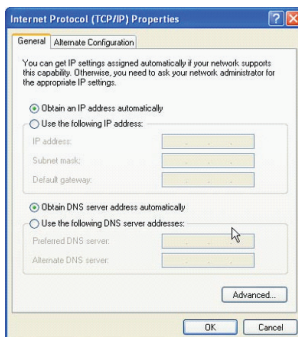 Internet Protocol (TCP/IP) Properties
General
Alternate Configuration
You can get IP settings assigned automatically if your network supports
this capability. Otherwise, you need to ask your network administrator for
the appropriate IP settings.
Obtain an IP address automatically
Use the following IP address:
IP address:
Subnet mask:
Default gateway:
Obtain DNS server address automatically
Use the following DNS server addresses:
Preferred DNS server:
Alternate DNS server:
Advanced...
OK
Cancel